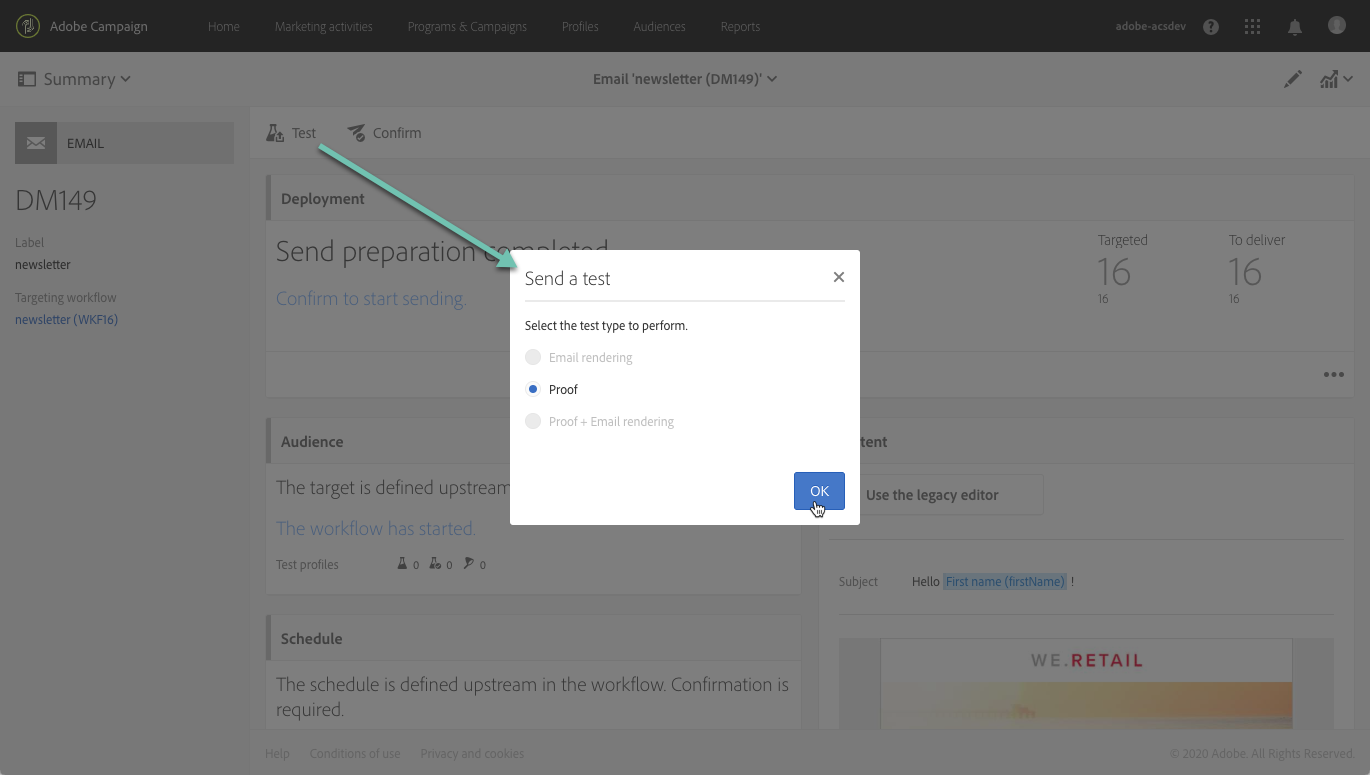 Adobe Campaign
Home
Marketing activities
Programs & Campaigns
Profiles
Audiences
Reports
adobe-acsdev
Summary
Email 'newsletter (DM149)'
EMAIL
Test
Confirm
DM149
Label
newsletter
Targeting workflow
newsletter (WKF16)
Deployment
Send preparation completed
Confirm to start sending.
Targeted
16
16
To deliver
16
16
Send a test
Select the test type to perform.
Email rendering
Proof
Proof + Email rendering
OK
Audience
The target is defined upstream
The workflow has started.
Test profiles
0
0
0
tent
Use the legacy editor
Subject
Hello First name (firstName) !
WE.RETAIL
Schedule
The schedule is defined upstream in the workflow. Confirmation is
required.
Help
Conditions of use
Privacy and cookies
© 2020 Adobe. All Rights Reserved.